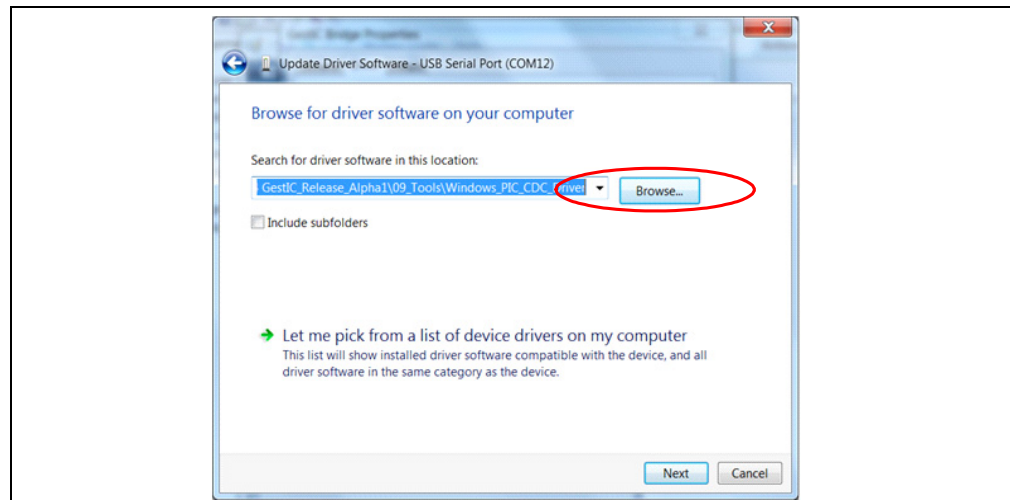 GestIC Bridge Properties
Update Driver Software - USB Serial Port (COM12)
Browse for driver software on your computer
Search for driver software in this location:
GestIC_Release_Alpha1\09_Tools\Windows_PIC_CDC_Driver
Browse...
Include subfolders
Let me pick from a list of device drivers on my computer
This list will show installed driver software compatible with the device, and all
driver software in the same category as the device.
Next
Cancel